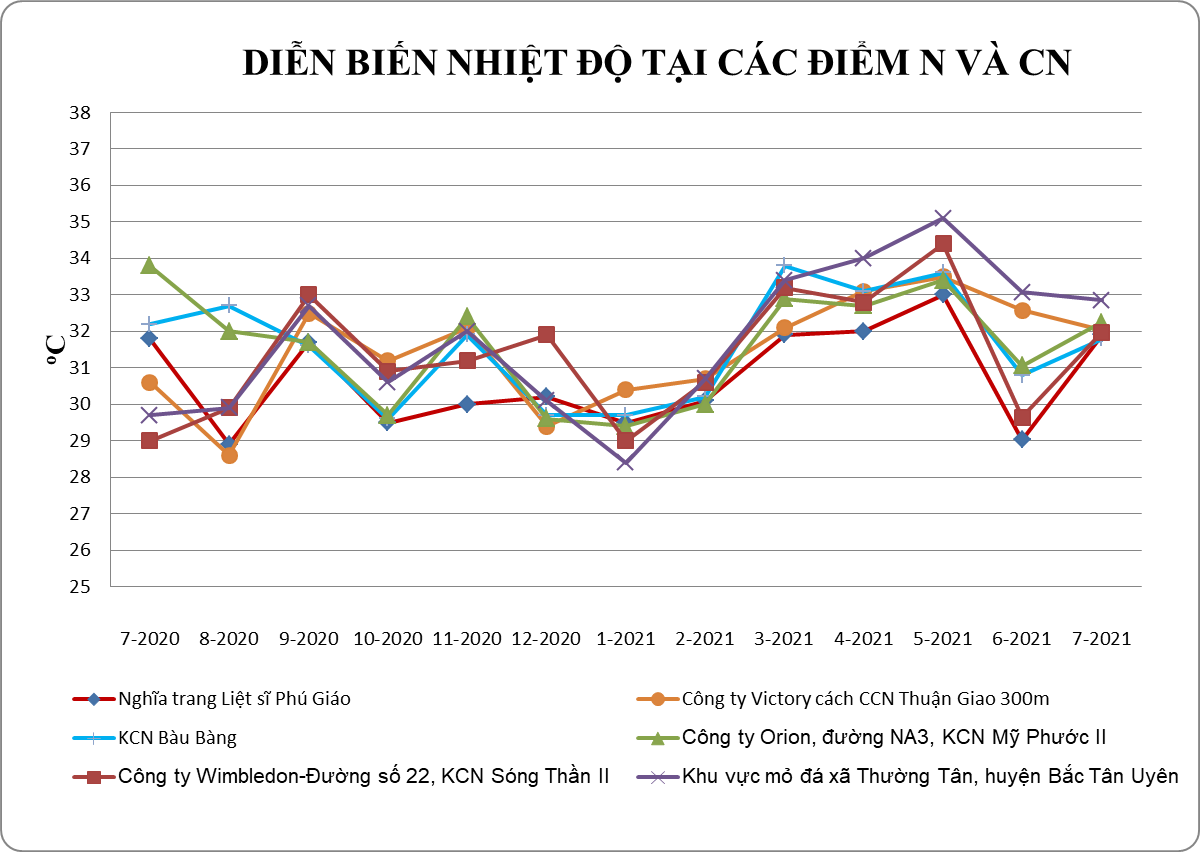 DIỄN BIẾN NHIỆT ĐỘ TẠI CÁC ĐIỂM N VÀ CN
38
37
36
35
34
33
32
31
30
29
28
27
26
25
ºC
7-2020 8-2020 9-2020 10-2020 11-2020 12-2020 1-2021 2-2021 3-2021 4-2021 5-2021 6-2021 7-2021
Nghĩa trang Liệt sĩ Phú Giáo
Công ty Victory cách CCN Thuận Giao 300m
KCN Bàu Bàng
Công ty Orion, đường NA3, KCN Mỹ Phước II
Công ty Wimbledon-Đường số 22, KCN Sóng Thần II
Khu vực mỏ đá xã Thường Tân, huyện Bắc Tân Uyên